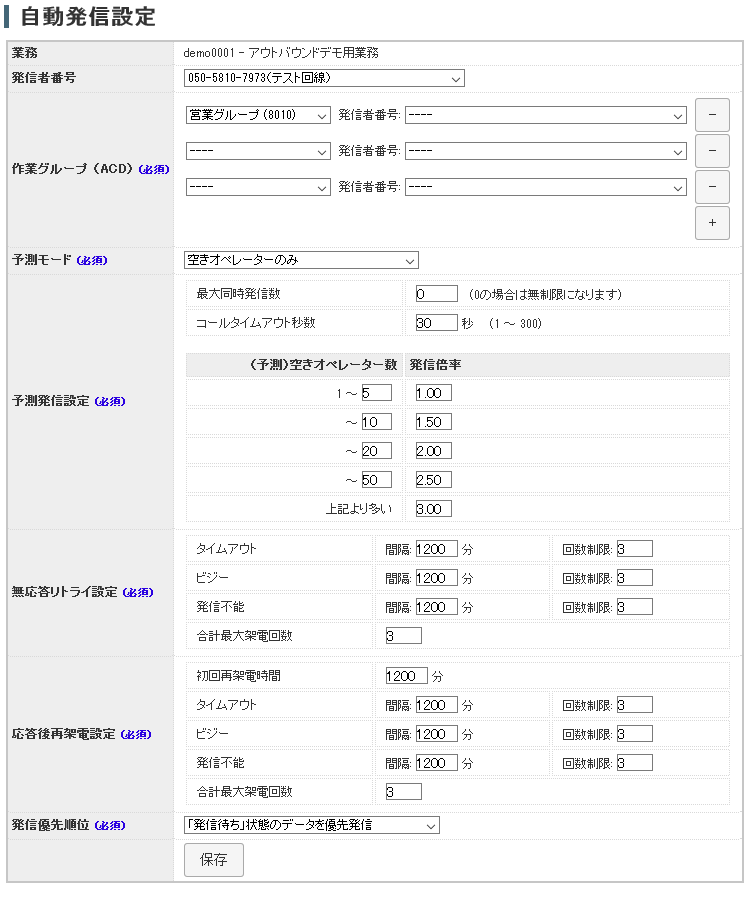 自動発信設定
業務 demo0001 - アウトバウンドデモ用業務
発信者番号 050-5810-7973(テスト回線)
作業グループ (ACD) (必須)
営業グループ (8010) 発信者番号: ---- −
---- 発信者番号: ---- −
---- 発信者番号: ---- −
+
予測モード (必須) 空きオペレーターのみ
予測発信設定 (必須)
最大同時発信数 0 (0の場合は無制限になります)
コールタイムアウト秒数 30 秒 (1 ～ 300)
(予測)空きオペレーター数 発信倍率
1 ～ 5 1.00
～ 10 1.50
～ 20 2.00
～ 50 2.50
上記より多い 3.00
無応答リトライ設定 (必須)
タイムアウト 間隔: 1200 分 回数制限: 3
ビジー 間隔: 1200 分 回数制限: 3
発信不能 間隔: 1200 分 回数制限: 3
合計最大架電回数 3
応答後再架電設定 (必須)
初回再架電時間 1200 分
タイムアウト 間隔: 1200 分 回数制限: 3
ビジー 間隔: 1200 分 回数制限: 3
発信不能 間隔: 1200 分 回数制限: 3
合計最大架電回数 3
発信優先順位 (必須) 「発信待ち」状態のデータを優先発信
保存